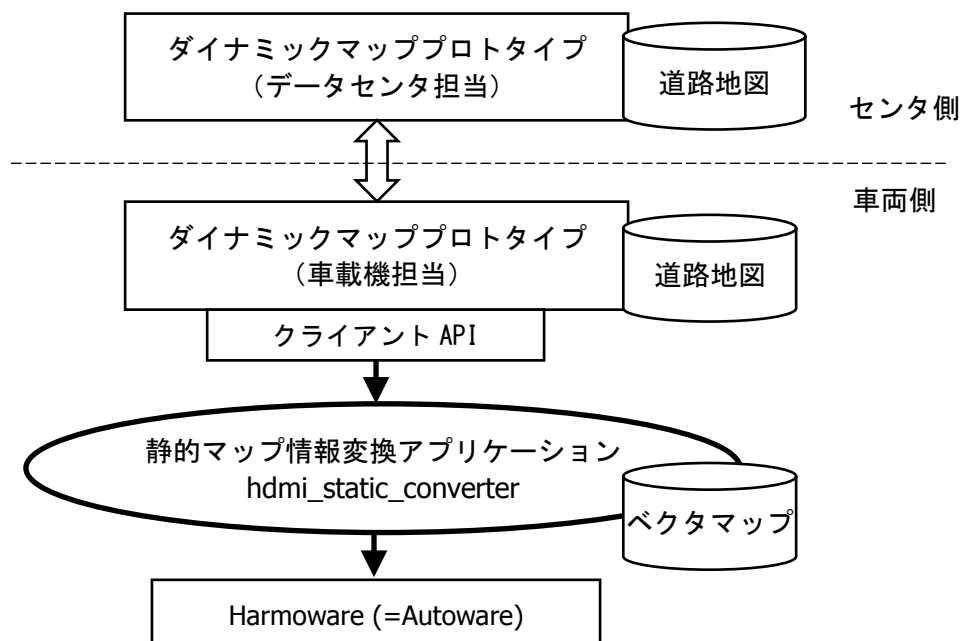 ダイナミックマッププロトタイプ
（データセンタ担当）
道路地図
センタ側
車両側
ダイナミックマッププロトタイプ
（車載機担当）
道路地図
クライアント API
静的マップ情報変換アプリケーション
hdmi_static_converter
ベクタマップ
Harmoware (=Autoware)